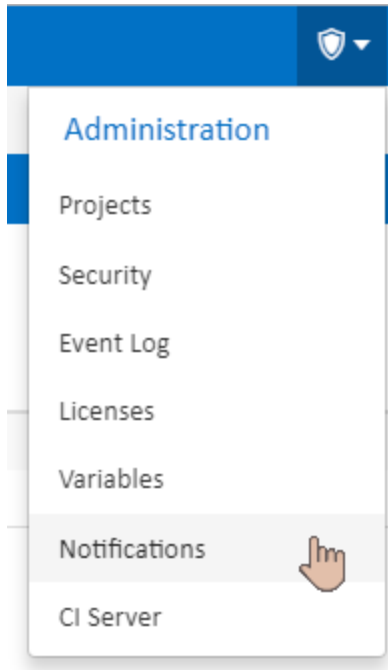 Administration
Projects
Security
Event Log
Licenses
Variables
Notifications
CI Server